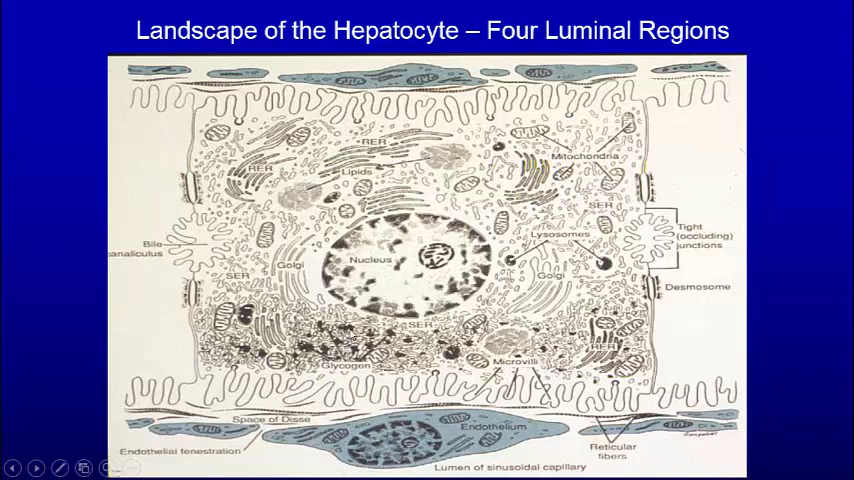 Landscape of the Hepatocyte – Four Luminal Regions
RER
RER
Mitochondria
Lipids
SER
Tight
(occluding)
junctions
Bile
canaliculus
Lysosomes
Nucleus
Golgi
SER
Golgi
Desmosome
SER
RER
Glycogen
Microvilli
Space of Disse
Endothelium
Endothelial fenestration
Reticular
fibers
Lumen of sinusoidal capillary